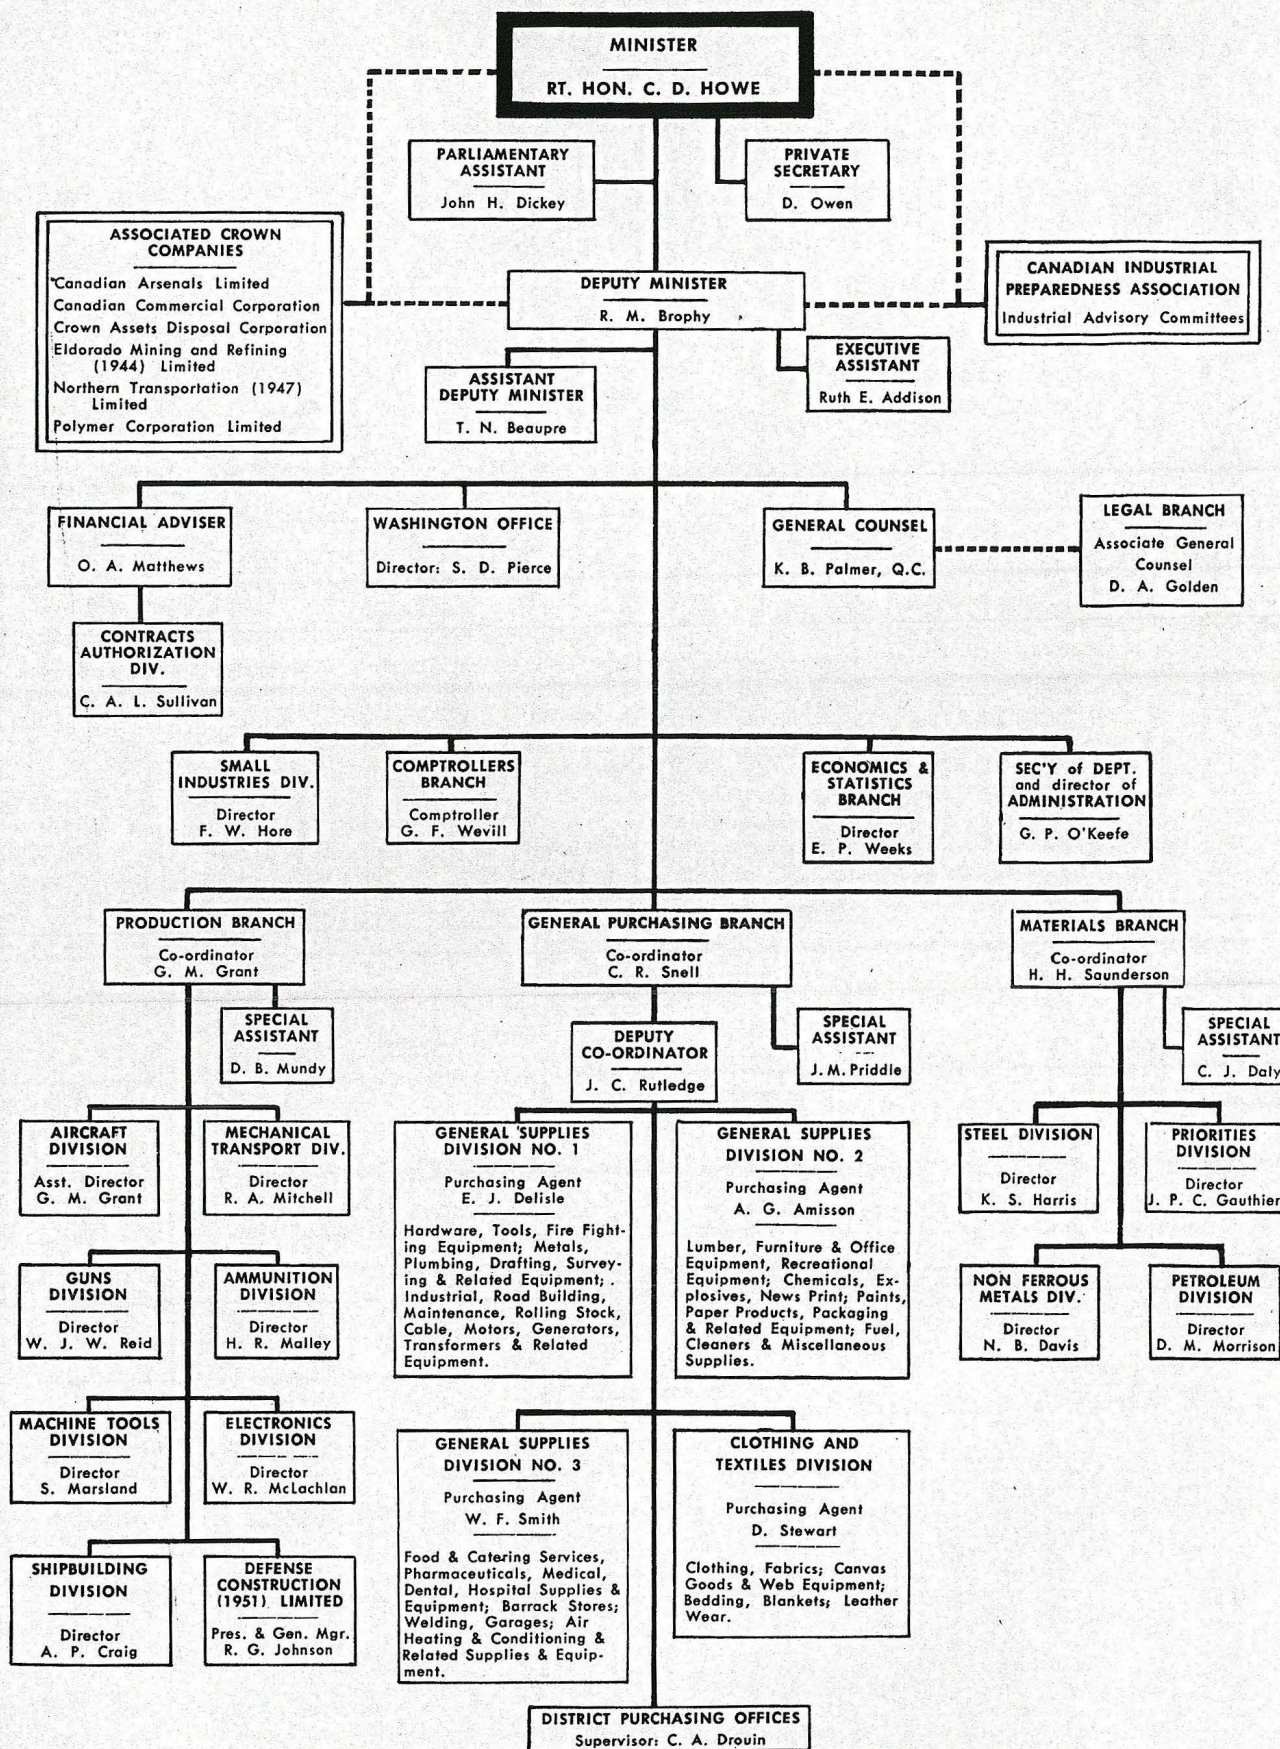 MINISTER
RT. HON. C. D. HOWE
PARLIAMENTARY
ASSISTANT
John H. Dickey
PRIVATE
SECRETARY
D. Owen
ASSOCIATED CROWN
COMPANIES
Canadian Arsenals Limited
Canadian Commercial Corporation
Crown Assets Disposal Corporation
Eldorado Mining and Refining
(1944) Limited
Northern Transportation (1947)
Limited
Polymer Corporation Limited
DEPUTY MINISTER
R. M. Brophy
CANADIAN INDUSTRIAL
PREPAREDNESS ASSOCIATION
Industrial Advisory Committees
ASSISTANT
DEPUTY MINISTER
T. N. Beaupre
EXECUTIVE
ASSISTANT
Ruth E. Addison
FINANCIAL ADVISER
O. A. Matthews
WASHINGTON OFFICE
Director: S. D. Pierce
GENERAL COUNSEL
K. B. Palmer, Q.C.
LEGAL BRANCH
Associate General
Counsel
D. A. Golden
CONTRACTS
AUTHORIZATION
DIV.
C. A. L. Sullivan
SMALL
INDUSTRIES DIV.
Director
F. W. Hore
COMPTROLLERS
BRANCH
Comptroller
G. F. Wevill
ECONOMICS &
STATISTICS
BRANCH
Director
E. P. Weeks
SEC'Y of DEPT.
and director of
ADMINISTRATION
G. P. O'Keefe
PRODUCTION BRANCH
Co-ordinator
G. M. Grant
GENERAL PURCHASING BRANCH
Co-ordinator
C. R. Snell
MATERIALS BRANCH
Co-ordinator
H. H. Saunderson
SPECIAL
ASSISTANT
D. B. Mundy
DEPUTY
CO-ORDINATOR
J. C. Rutledge
SPECIAL
ASSISTANT
J. M. Priddle
SPECIAL
ASSISTANT
C. J. Daly
AIRCRAFT
DIVISION
Asst. Director
G. M. Grant
MECHANICAL
TRANSPORT DIV.
Director
R. A. Mitchell
GENERAL SUPPLIES
DIVISION NO. 1
Purchasing Agent
E. J. Delisle
Hardware, Tools, Fire Fight-
ing Equipment; Metals,
Plumbing, Drafting, Survey-
ing & Related Equipment;
Industrial, Road Building,
Maintenance, Rolling Stock,
Cable, Motors, Generators,
Transformers & Related
Equipment.
GENERAL SUPPLIES
DIVISION NO. 2
Purchasing Agent
A. G. Amisson
Lumber, Furniture & Office
Equipment, Recreational
Equipment; Chemicals, Ex-
plosives, News Print; Paints,
Paper Products, Packaging
& Related Equipment; Fuel,
Cleaners & Miscellaneous
Supplies.
STEEL DIVISION
Director
K. S. Harris
PRIORITIES
DIVISION
Director
J. P. C. Gauthier
GUNS
DIVISION
Director
W. J. W. Reid
AMMUNITION
DIVISION
Director
H. R. Malley
NON FERROUS
METALS DIV.
Director
N. B. Davis
PETROLEUM
DIVISION
Director
D. M. Morrison
MACHINE TOOLS
DIVISION
Director
S. Marsland
ELECTRONICS
DIVISION
Director
W. R. McLachlan
GENERAL SUPPLIES
DIVISION NO. 3
Purchasing Agent
W. F. Smith
Food & Catering Services,
Pharmaceuticals, Medical,
Dental, Hospital Supplies &
Equipment; Barrack Stores;
Welding, Garages; Air
Heating & Conditioning &
Related Supplies & Equip-
ment.
CLOTHING AND
TEXTILES DIVISION
Purchasing Agent
D. Stewart
Clothing, Fabrics; Canvas
Goods & Web Equipment;
Bedding, Blankets; Leather
Wear.
SHIPBUILDING
DIVISION
Director
A. P. Craig
DEFENSE
CONSTRUCTION
(1951) LIMITED
Pres. & Gen. Mgr.
R. G. Johnson
DISTRICT PURCHASING OFFICES
Supervisor: C. A. Drouin